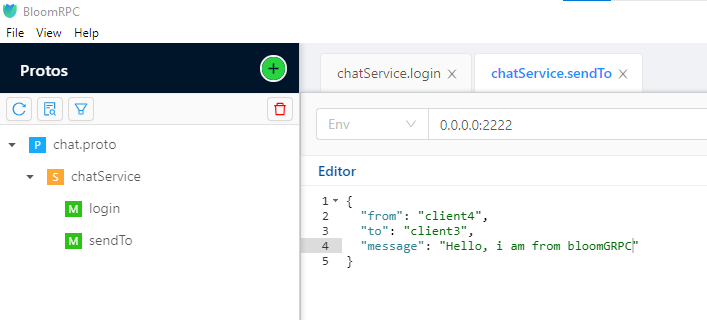 BloomRPC
File View Help
Protos
chatService.login
chatService.sendTo
Env
0.0.0.0:2222
P chat.proto
S chatService
M login
M sendTo
Editor
1 {
2 "from": "client4",
3 "to": "client3",
4 "message": "Hello, i am from bloomGRPC"
5 }